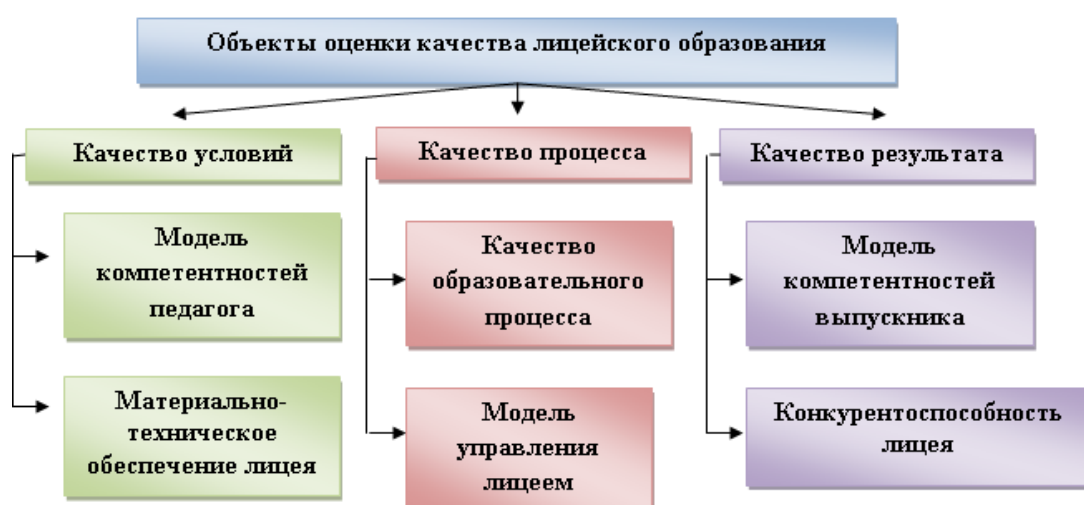 Объекты оценки качества лицейского образования
Качество условий
Модель
компетентностей
педагога
Материально-
техническое
обеспечение лицея
Качество процесса
Качество
образовательного
процесса
Модель
управления
лицеем
Качество результата
Модель
компетентностей
выпускника
Конкурентоспособность
лицея